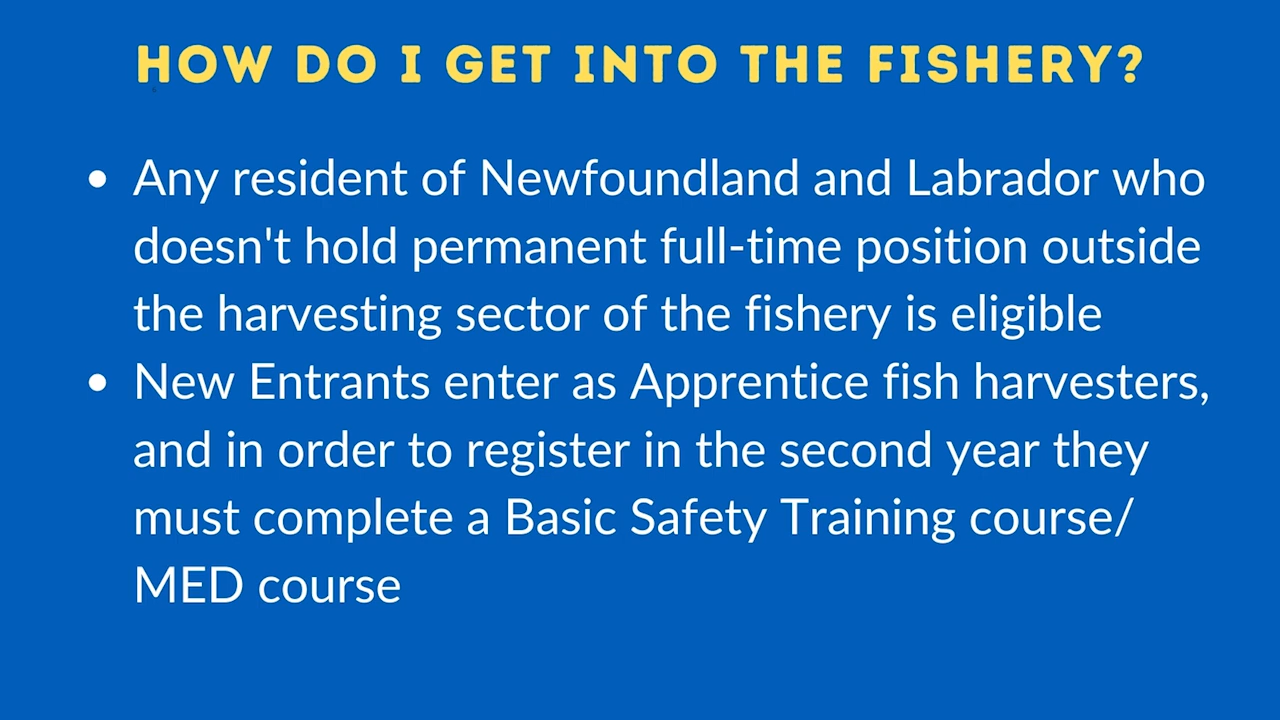 HOW DO I GET INTO THE FISHERY?
• Any resident of Newfoundland and Labrador who
doesn't hold permanent full-time position outside
the harvesting sector of the fishery is eligible
• New Entrants enter as Apprentice fish harvesters,
and in order to register in the second year they
must complete a Basic Safety Training course/
MED course